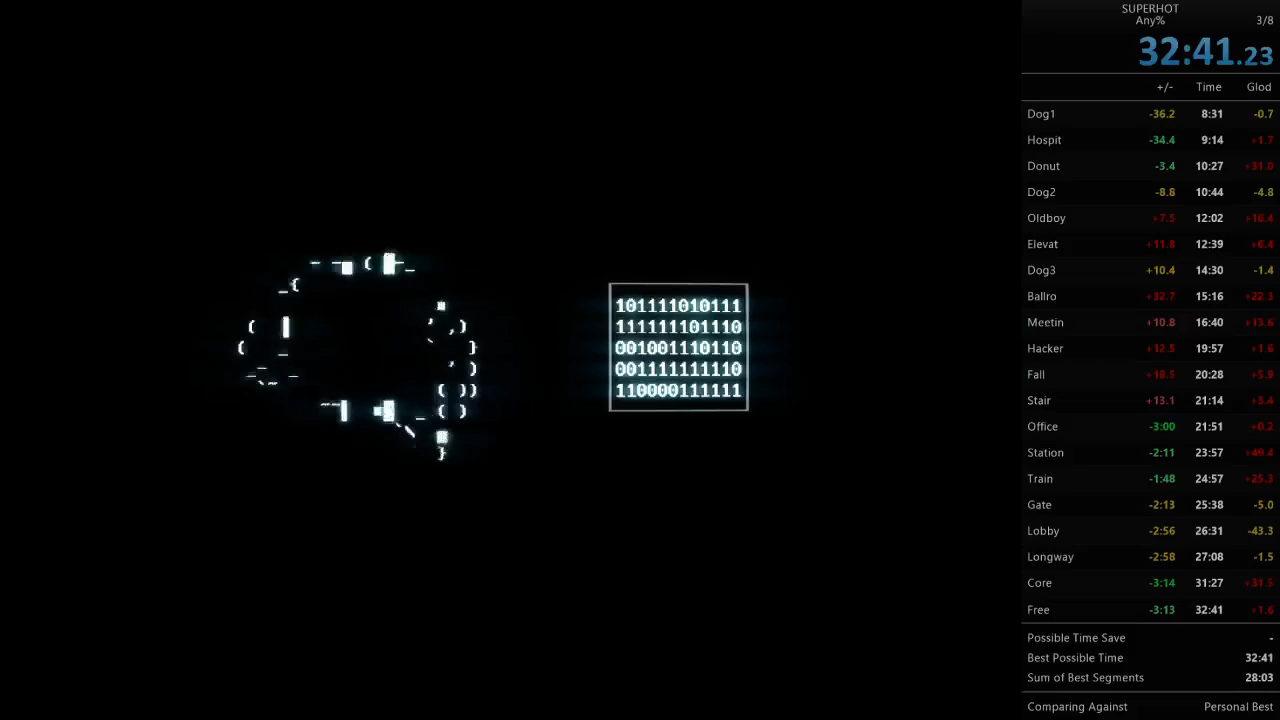 SUPERHOT
Any% 3/8
32:41.23
+/- Time Glod
Dog1 -36.2 8:31 -0.7
Hospit -34.4 9:14 +1.7
Donut -3.4 10:27 +31.0
Dog2 -8.8 10:44 -4.8
Oldboy +7.5 12:02 +16.4
Elevat +11.8 12:39 +6.4
Dog3 +10.4 14:30 -1.4
Ballro +32.7 15:16 +22.3
Meetin +10.8 16:40 +13.6
Hacker +12.5 19:57 +1.6
Fall +18.5 20:28 +5.9
Stair +13.1 21:14 +3.4
Office -3:00 21:51 +0.2
Station -2:11 23:57 +49.4
Train -1:48 24:57 +25.3
Gate -2:13 25:38 -5.0
Lobby -2:56 26:31 -43.3
Longway -2:58 27:08 -1.5
Core -3:14 31:27 +31.5
Free -3:13 32:41 +1.6
Possible Time Save -
Best Possible Time 32:41
Sum of Best Segments 28:03
Comparing Against Personal Best
101111010111
111111101110
001001110110
001111111110
110000111111